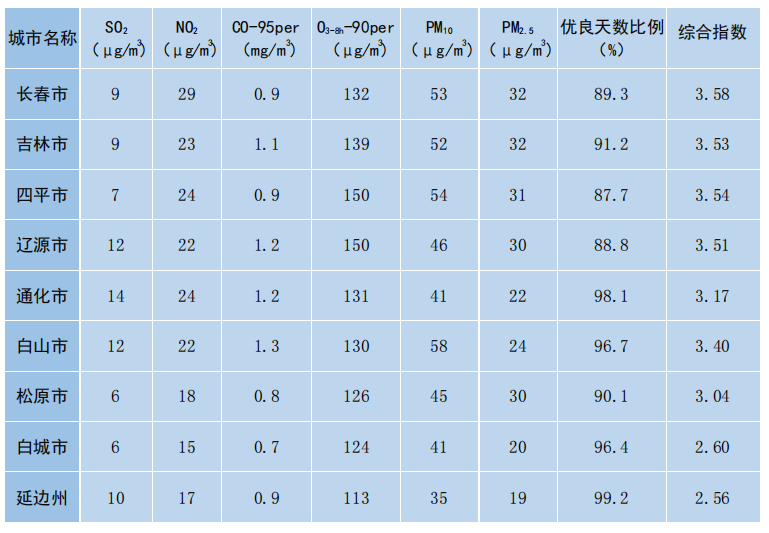 城市名称 SO₂ (μg/m³) NO₂ (μg/m³) CO-95per (mg/m³) O₃₋₈ₕ-90per (μg/m³) PM₁₀ (μg/m³) PM₂.₅ (μg/m³) 优良天数比例 (%) 综合指数
长春市 9 29 0.9 132 53 32 89.3 3.58
吉林市 9 23 1.1 139 52 32 91.2 3.53
四平市 7 24 0.9 150 54 31 87.7 3.54
辽源市 12 22 1.2 150 46 30 88.8 3.51
通化市 14 24 1.2 131 41 22 98.1 3.17
白山市 12 22 1.3 130 58 24 96.7 3.40
松原市 6 18 0.8 126 45 30 90.1 3.04
白城市 6 15 0.7 124 41 20 96.4 2.60
延边州 10 17 0.9 113 35 19 99.2 2.56